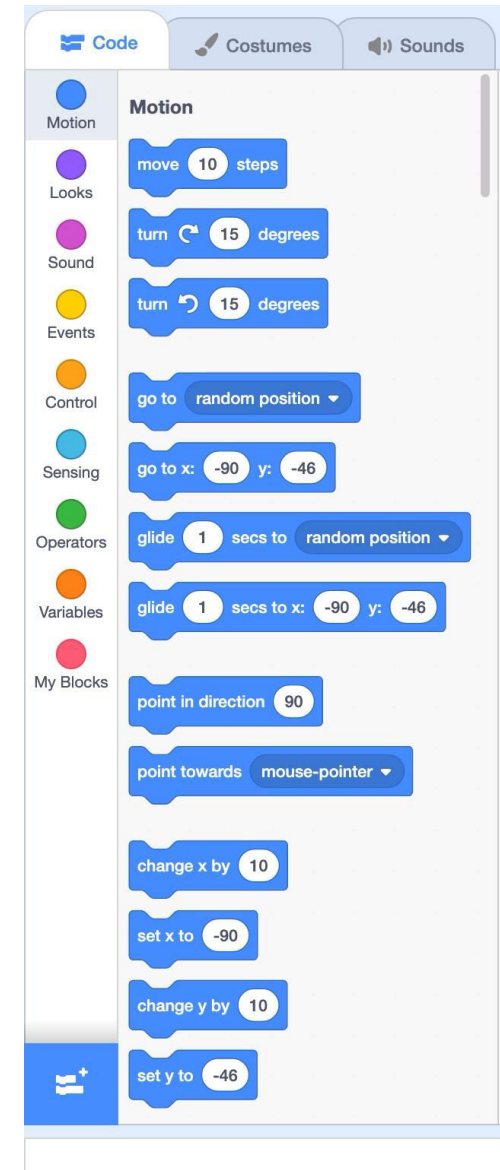 Code Costumes Sounds
Motion
Looks
Sound
Events
Control
Sensing
Operators
Variables
My Blocks
Motion
move 10 steps
turn 15 degrees
turn 15 degrees
go to random position
go to x: -90 y: -46
glide 1 secs to random position
glide 1 secs to x: -90 y: -46
point in direction 90
point towards mouse-pointer
change x by 10
set x to -90
change y by 10
set y to -46